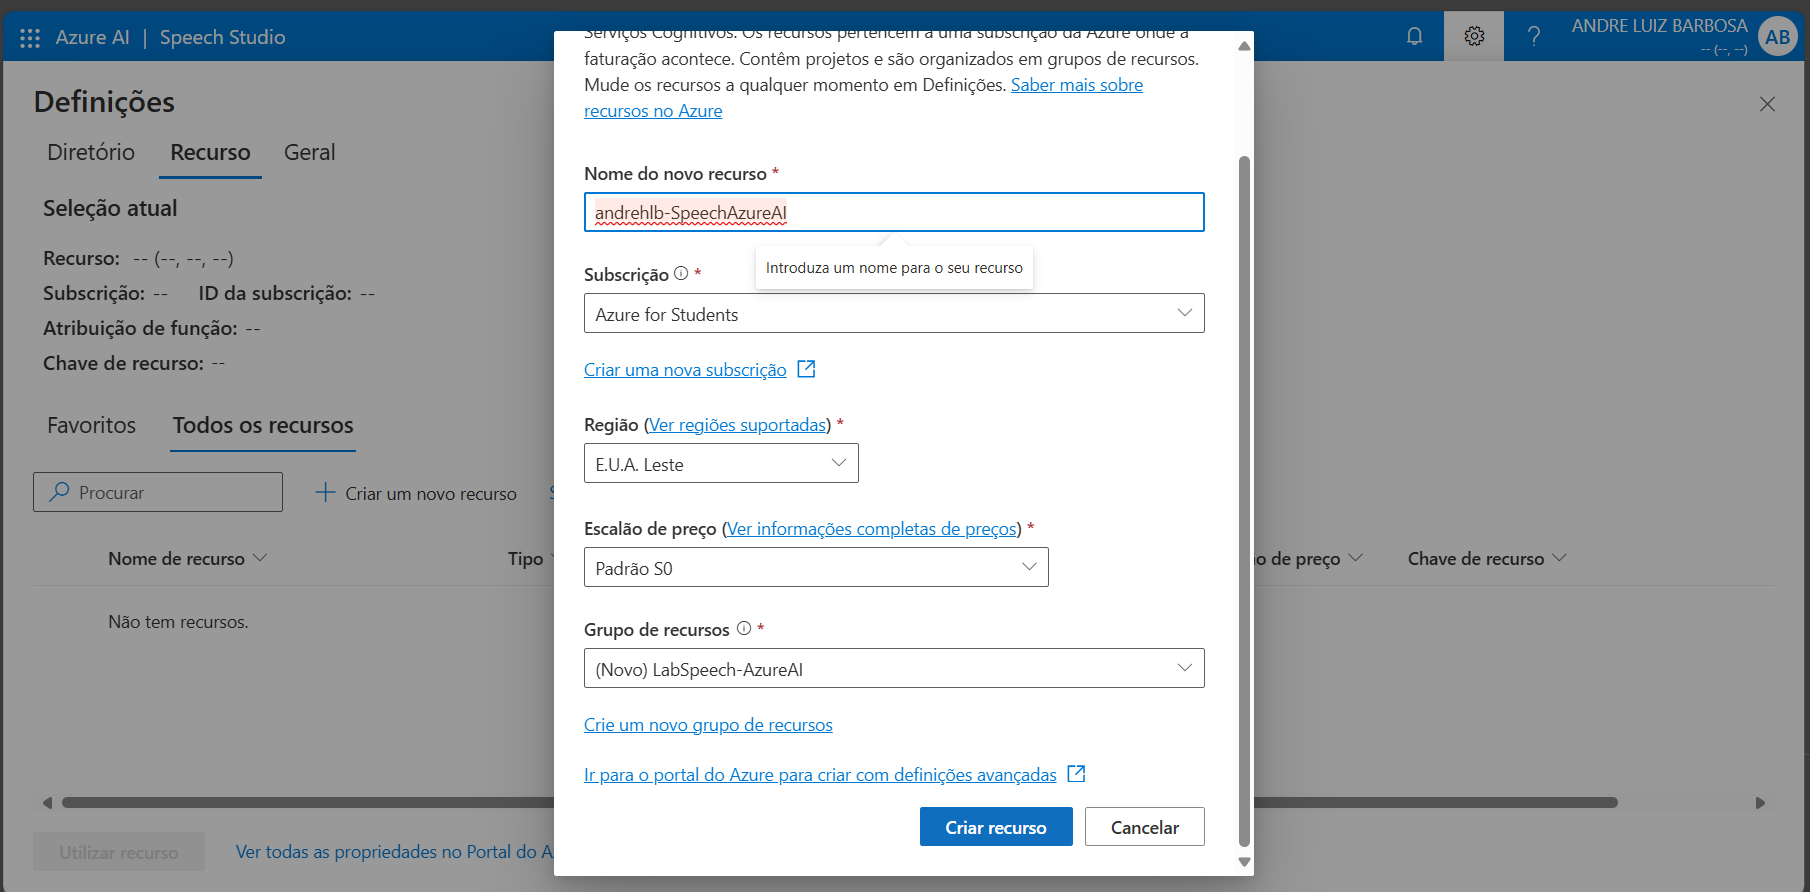 Azure AI | Speech Studio
ANDRE LUIZ BARBOSA
-- (--, --)
AB
Definições
Diretório Recurso Geral
Seleção atual
Recurso: -- (--, --, --)
Subscrição: -- ID da subscrição: --
Atribuição de função: --
Chave de recurso: --
Favoritos Todos os recursos
Procurar
Criar um novo recurso
Nome de recurso Tipo
o de preço Chave de recurso
Não tem recursos.
Utilizar recurso
Ver todas as propriedades no Portal do A
Serviços Cognitivos. Os recursos pertencem a uma subscrição da Azure onde a
faturação acontece. Contêm projetos e são organizados em grupos de recursos.
Mude os recursos a qualquer momento em Definições. Saber mais sobre
recursos no Azure
Nome do novo recurso *
andrehlb-SpeechAzureAI
Introduza um nome para o seu recurso
Subscrição *
Azure for Students
Criar uma nova subscrição
Região (Ver regiões suportadas) *
E.U.A. Leste
Escalão de preço (Ver informações completas de preços) *
Padrão S0
Grupo de recursos *
(Novo) LabSpeech-AzureAI
Crie um novo grupo de recursos
Ir para o portal do Azure para criar com definições avançadas
Criar recurso Cancelar